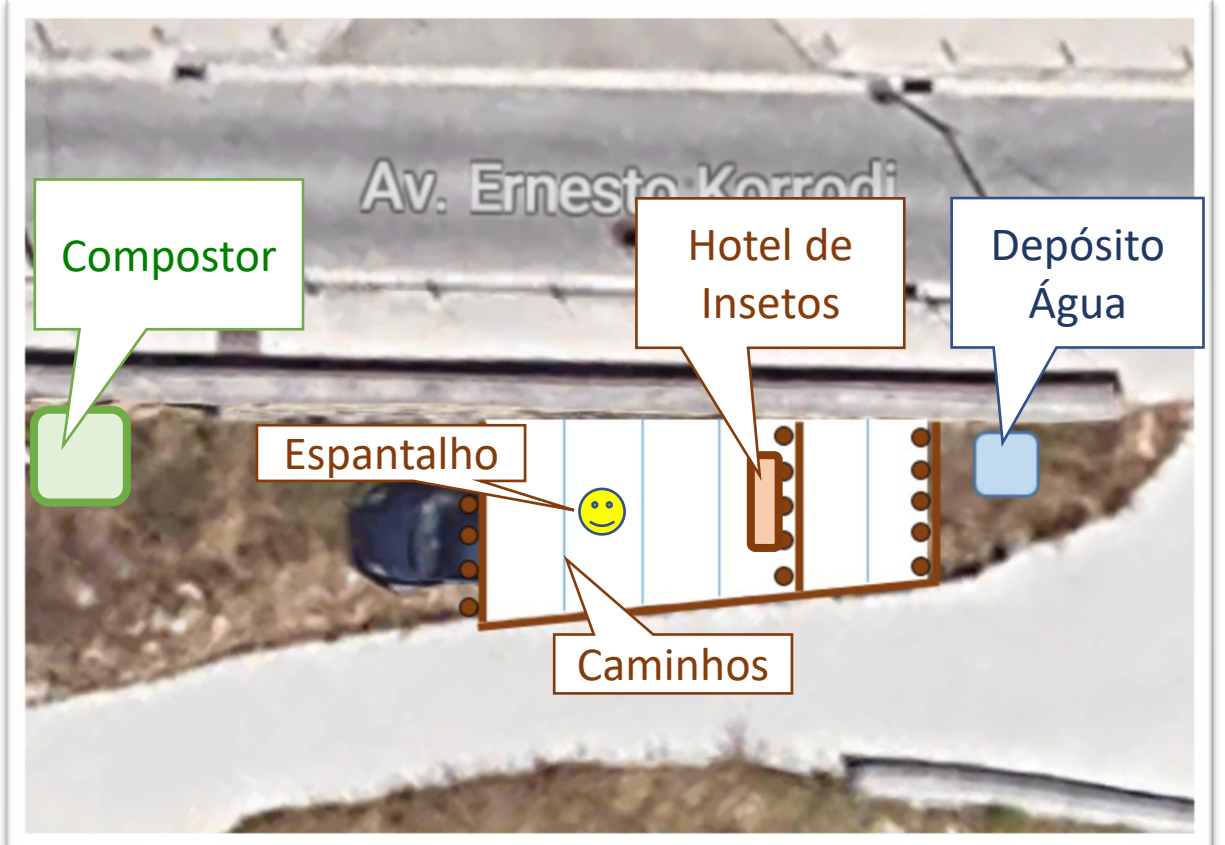 Av. Ernesto Korrodi
Compostor
Hotel de
Insetos
Depósito
Água
Espantalho
Caminhos